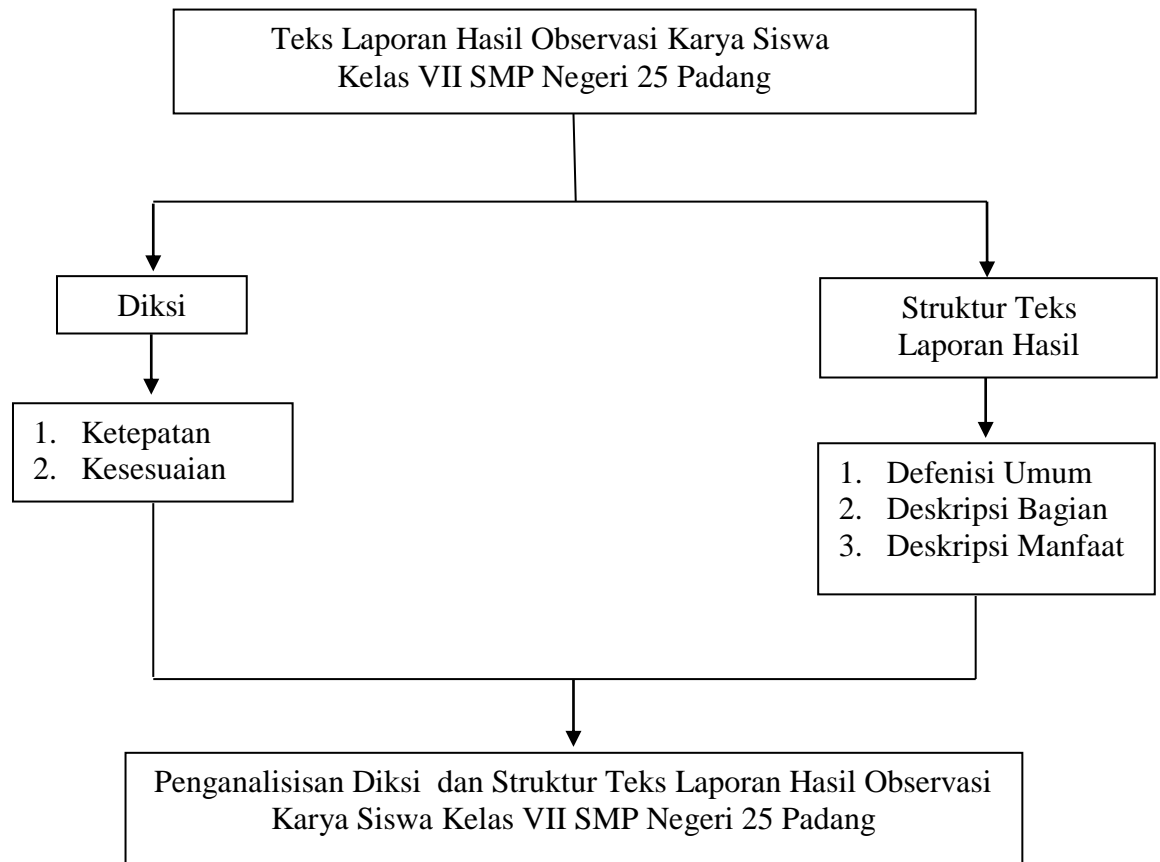 Teks Laporan Hasil Observasi Karya Siswa
Kelas VII SMP Negeri 25 Padang
Diksi
Struktur Teks
Laporan Hasil
1. Ketepatan
2. Kesesuaian
1. Defenisi Umum
2. Deskripsi Bagian
3. Deskripsi Manfaat
Penganalisisan Diksi dan Struktur Teks Laporan Hasil Observasi
Karya Siswa Kelas VII SMP Negeri 25 Padang